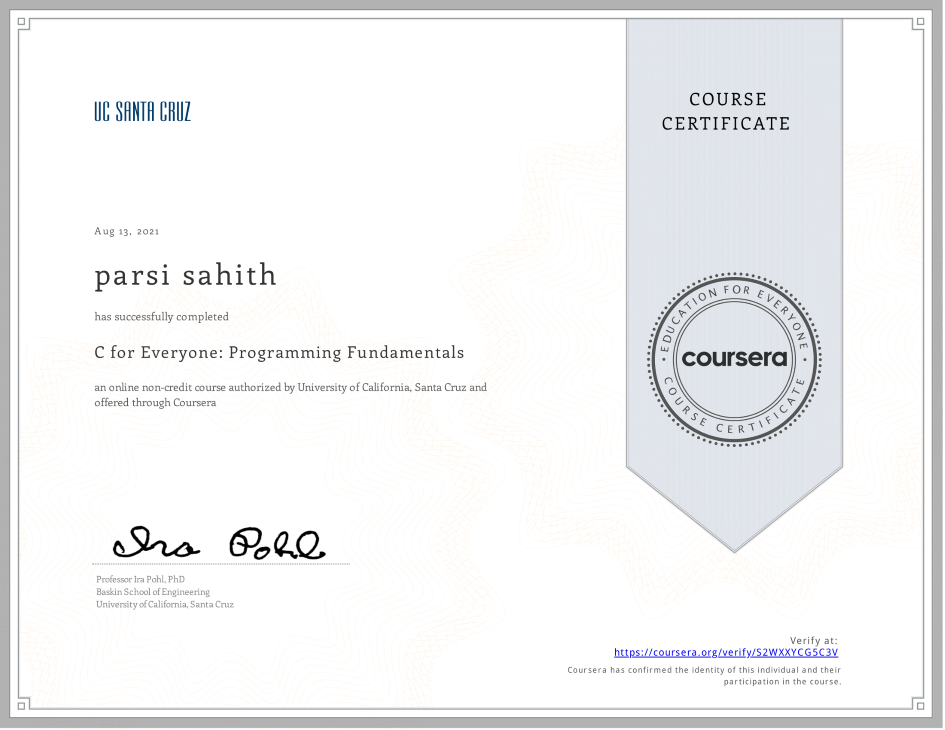 UC SANTA CRUZ
COURSE
CERTIFICATE
Aug 13, 2021
parsi sahith
has successfully completed
C for Everyone: Programming Fundamentals
an online non-credit course authorized by University of California, Santa Cruz and
offered through Coursera
EDUCATION FOR EVERYONE
coursera
COURSE CERTIFICATE
Ira Pohl
Professor Ira Pohl, PhD
Baskin School of Engineering
University of California, Santa Cruz
Verify at:
https://coursera.org/verify/S2WXXYCG5C3V
Coursera has confirmed the identity of this individual and their
participation in the course.